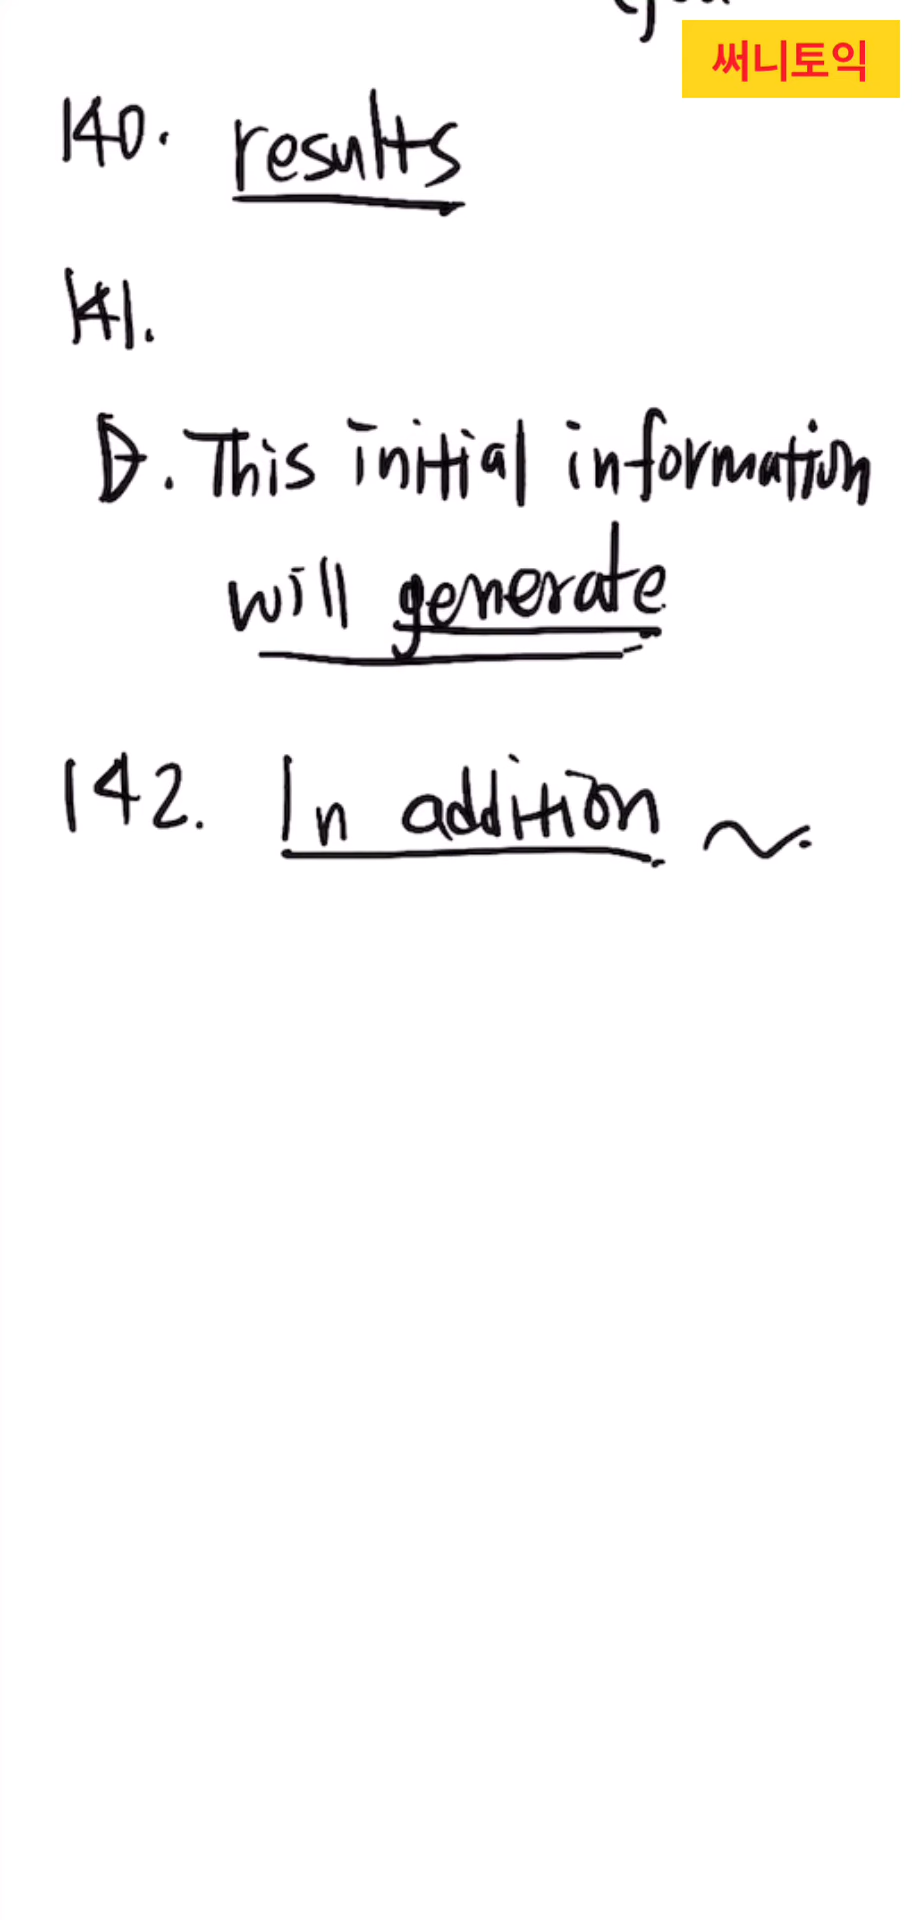 써니토익
140. results
141.
D. This initial information
will generate
142. In addition ~.